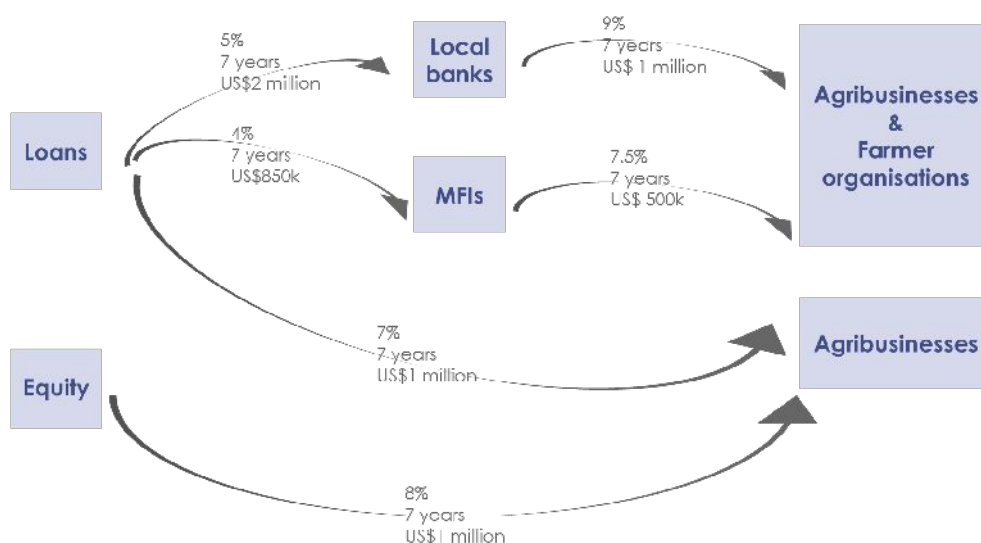 5%
7 years
US$2 million
Local
banks
9%
7 years
US$ 1 million
Agribusinesses
&
Farmer
organisations
Loans
4%
7 years
US$850k
MFIs
7.5%
7 years
US$ 500k
7%
7 years
US$1 million
Agribusinesses
Equity
8%
7 years
US$1 million